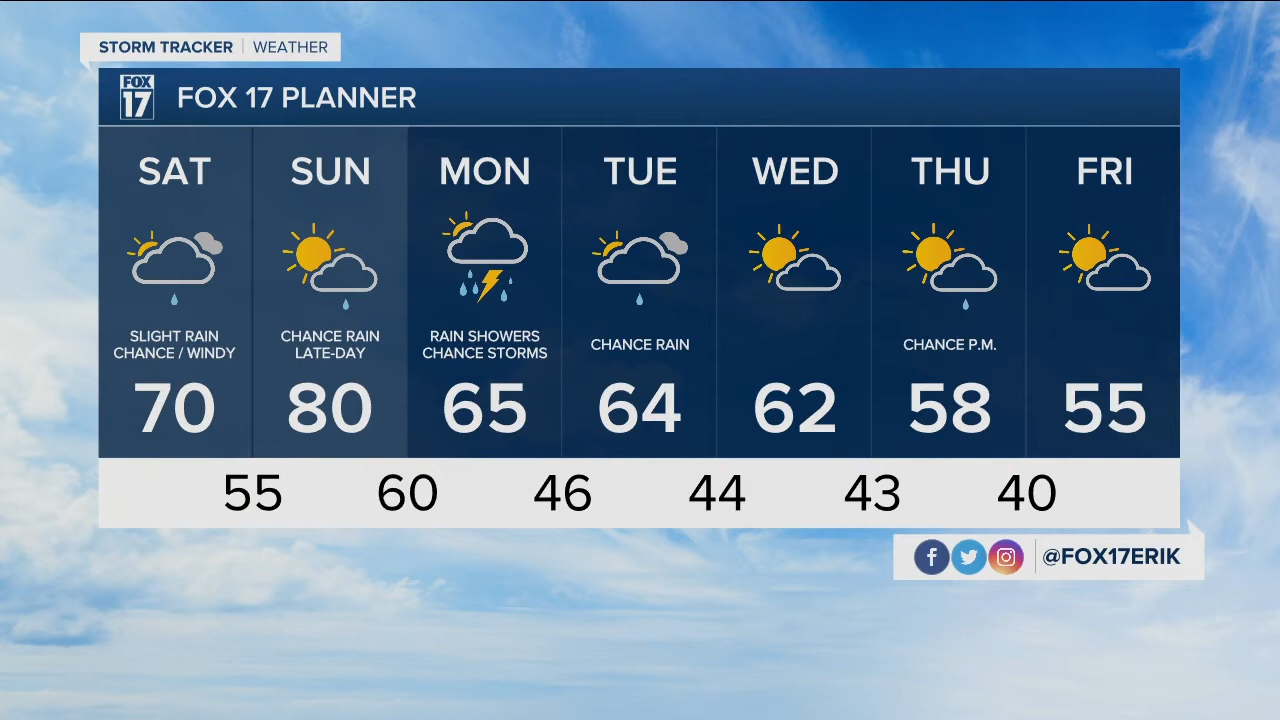 STORM TRACKER | WEATHER
FOX 17
FOX 17 PLANNER
SAT SUN MON TUE WED THU FRI
SLIGHT RAIN CHANCE / WINDY
CHANCE RAIN LATE-DAY
RAIN SHOWERS CHANCE STORMS
CHANCE RAIN
CHANCE P.M.
70 80 65 64 62 58 55
55 60 46 44 43 40
@FOX17ERIK